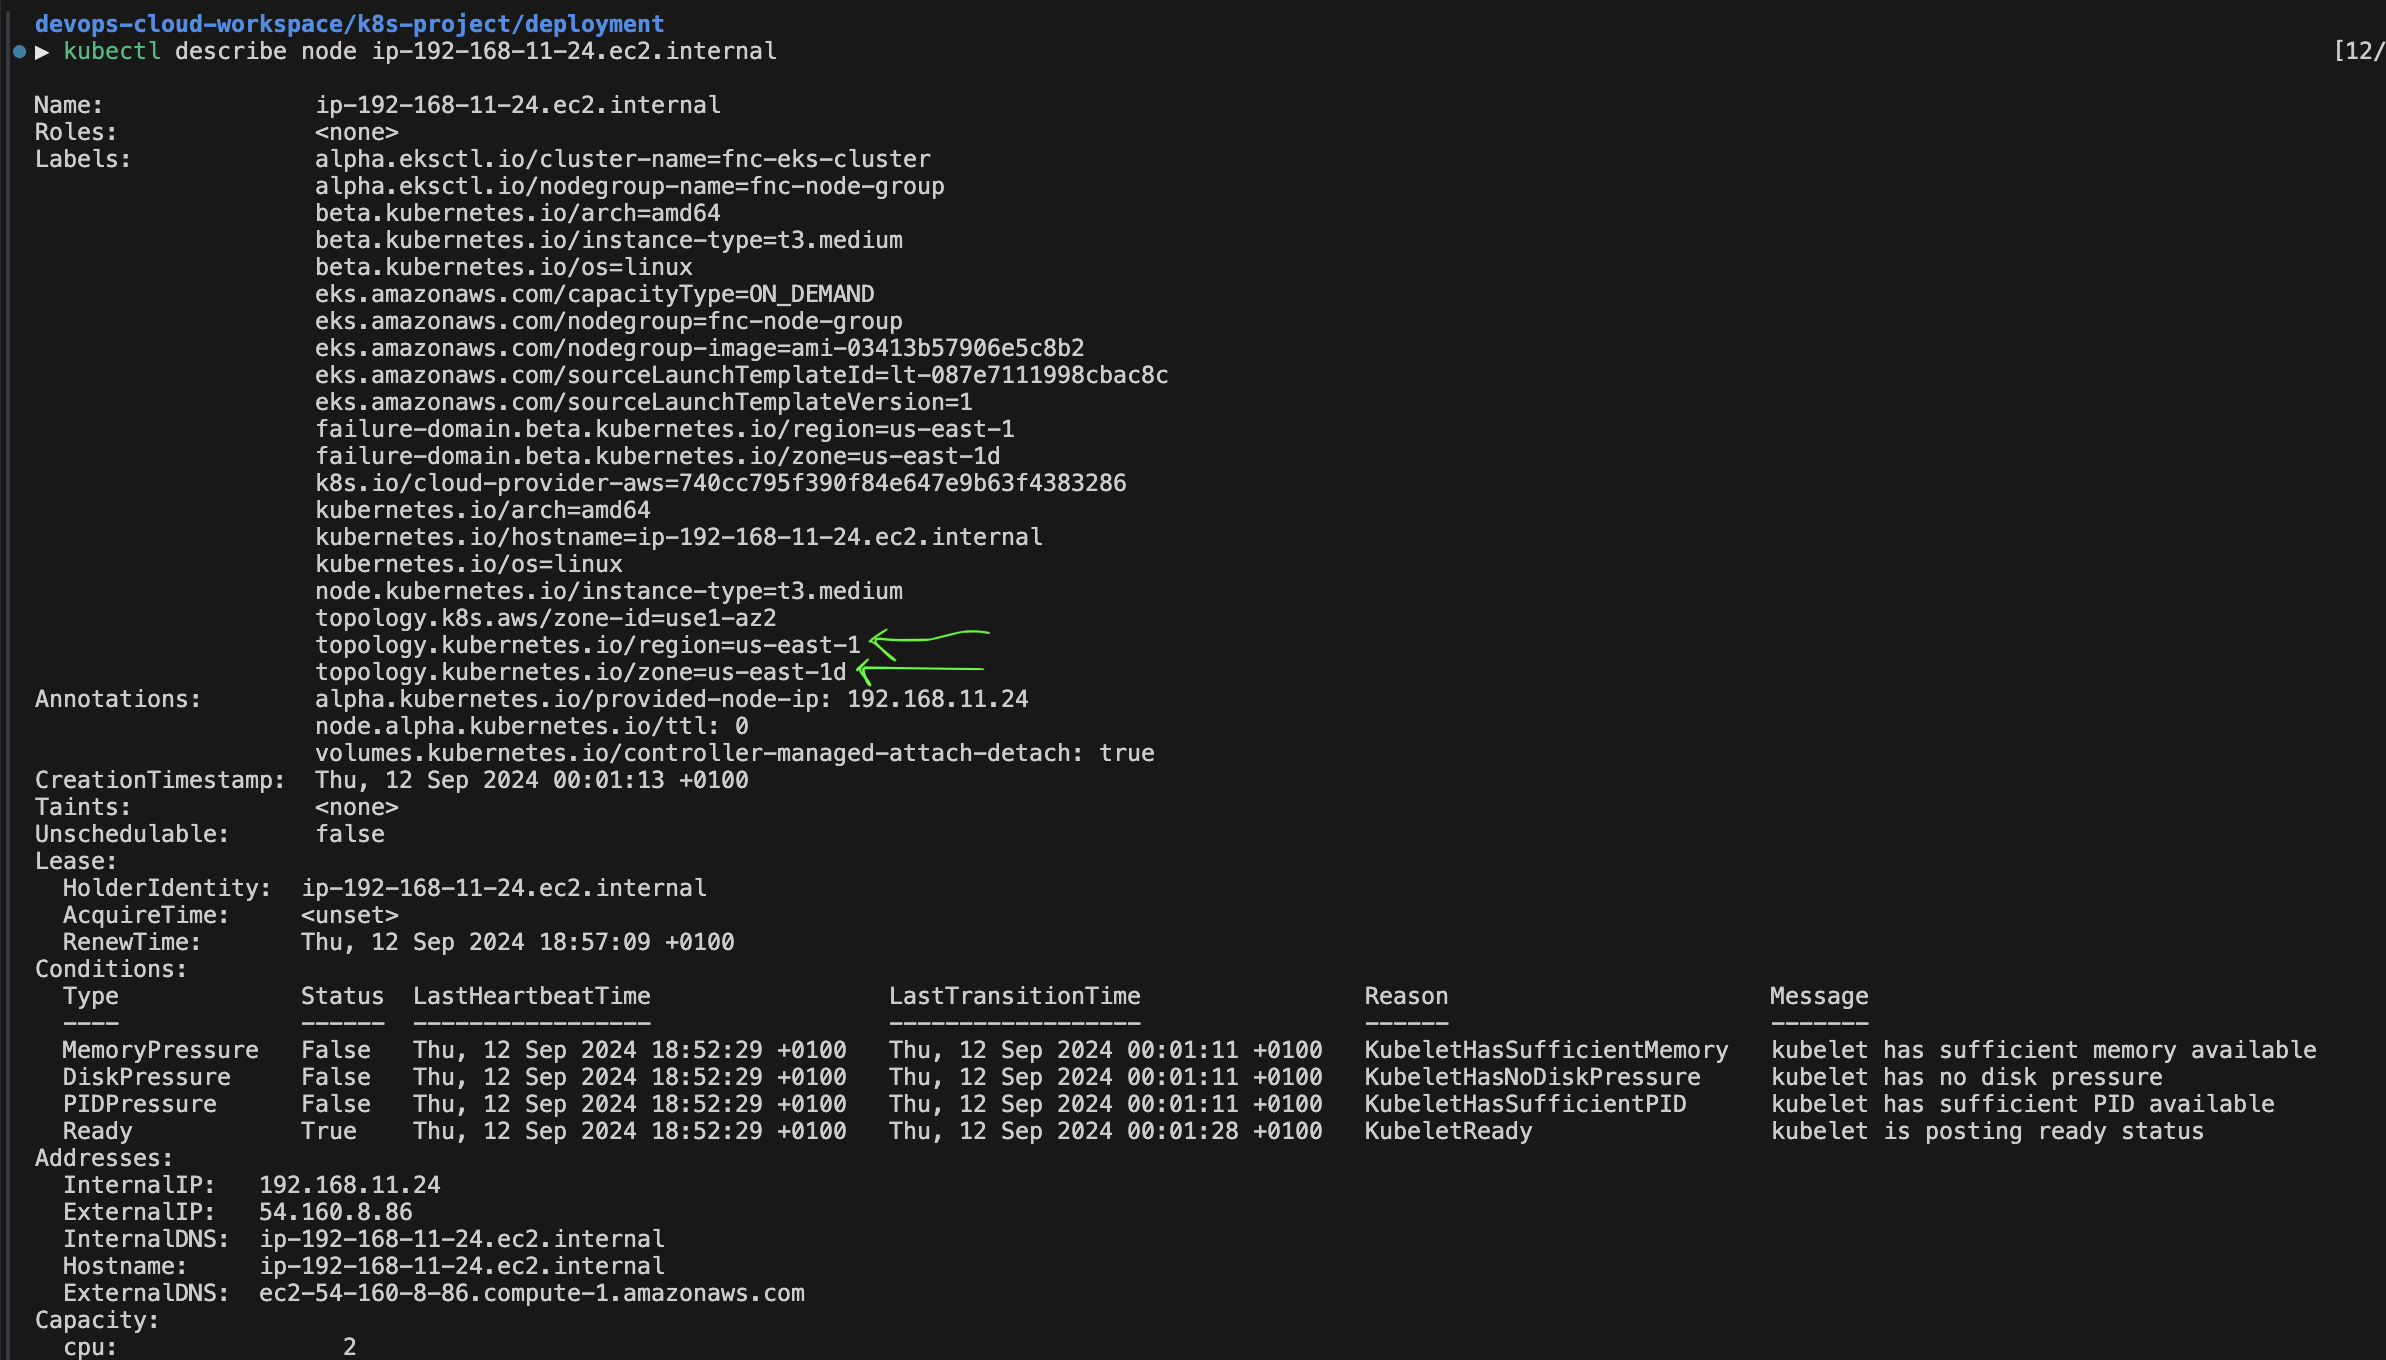 devops-cloud-workspace/k8s-project/deployment
▶ kubectl describe node ip-192-168-11-24.ec2.internal [12/
Name: ip-192-168-11-24.ec2.internal
Roles: <none>
Labels: alpha.eksctl.io/cluster-name=fnc-eks-cluster
alpha.eksctl.io/nodegroup-name=fnc-node-group
beta.kubernetes.io/arch=amd64
beta.kubernetes.io/instance-type=t3.medium
beta.kubernetes.io/os=linux
eks.amazonaws.com/capacityType=ON_DEMAND
eks.amazonaws.com/nodegroup=fnc-node-group
eks.amazonaws.com/nodegroup-image=ami-03413b57906e5c8b2
eks.amazonaws.com/sourceLaunchTemplateId=lt-087e7111998cbac8c
eks.amazonaws.com/sourceLaunchTemplateVersion=1
failure-domain.beta.kubernetes.io/region=us-east-1
failure-domain.beta.kubernetes.io/zone=us-east-1d
k8s.io/cloud-provider-aws=740cc795f390f84e647e9b63f4383286
kubernetes.io/arch=amd64
kubernetes.io/hostname=ip-192-168-11-24.ec2.internal
kubernetes.io/os=linux
node.kubernetes.io/instance-type=t3.medium
topology.k8s.aws/zone-id=use1-az2
topology.kubernetes.io/region=us-east-1
topology.kubernetes.io/zone=us-east-1d
Annotations: alpha.kubernetes.io/provided-node-ip: 192.168.11.24
node.alpha.kubernetes.io/ttl: 0
volumes.kubernetes.io/controller-managed-attach-detach: true
CreationTimestamp: Thu, 12 Sep 2024 00:01:13 +0100
Taints: <none>
Unschedulable: false
Lease:
HolderIdentity: ip-192-168-11-24.ec2.internal
AcquireTime: <unset>
RenewTime: Thu, 12 Sep 2024 18:57:09 +0100
Conditions:
Type Status LastHeartbeatTime LastTransitionTime Reason Message
---- ------ ----------------- ------------------ ------ -------
MemoryPressure False Thu, 12 Sep 2024 18:52:29 +0100 Thu, 12 Sep 2024 00:01:11 +0100 KubeletHasSufficientMemory kubelet has sufficient memory available
DiskPressure False Thu, 12 Sep 2024 18:52:29 +0100 Thu, 12 Sep 2024 00:01:11 +0100 KubeletHasNoDiskPressure kubelet has no disk pressure
PIDPressure False Thu, 12 Sep 2024 18:52:29 +0100 Thu, 12 Sep 2024 00:01:11 +0100 KubeletHasSufficientPID kubelet has sufficient PID available
Ready True Thu, 12 Sep 2024 18:52:29 +0100 Thu, 12 Sep 2024 00:01:28 +0100 KubeletReady kubelet is posting ready status
Addresses:
InternalIP: 192.168.11.24
ExternalIP: 54.160.8.86
InternalDNS: ip-192-168-11-24.ec2.internal
Hostname: ip-192-168-11-24.ec2.internal
ExternalDNS: ec2-54-160-8-86.compute-1.amazonaws.com
Capacity:
cpu: 2